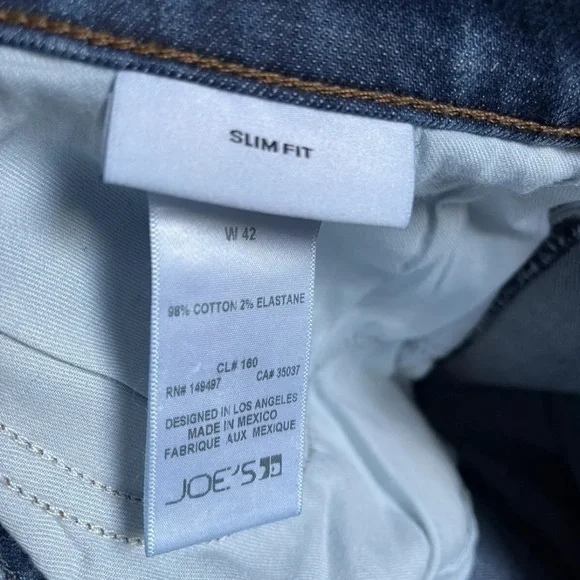 SLIM FIT
W 42
98% COTTON 2% ELASTANE
CL# 160
RN# 149497 CA# 35037
DESIGNED IN LOS ANGELES
MADE IN MEXICO
FABRIQUE AUX MEXIQUE
JOE'S